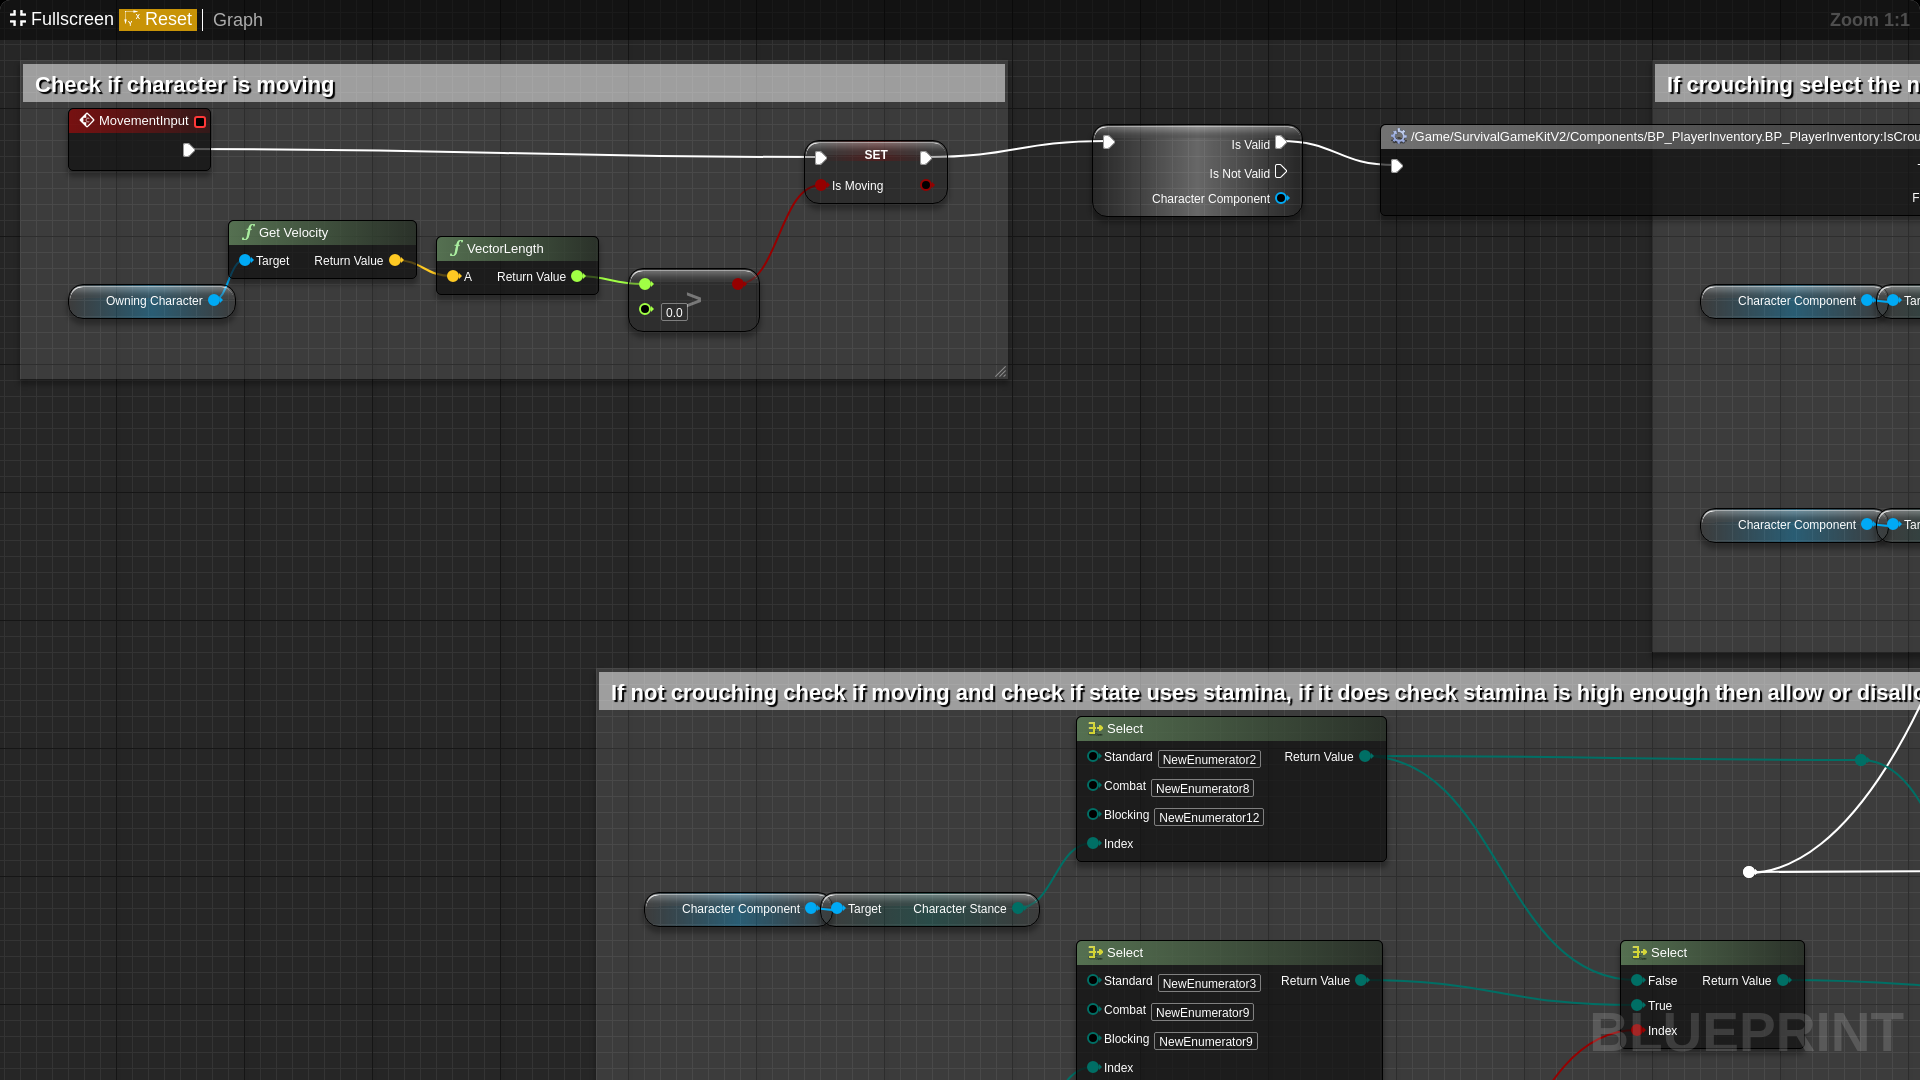 Fullscreen Reset Graph Zoom 1:1
Check if character is moving
If crouching select the n
MovementInput
SET
Is Moving
Is Valid
Is Not Valid
Character Component
/Game/SurvivalGameKitV2/Components/BP_PlayerInventory.BP_PlayerInventory:IsCrou
F
Get Velocity
Target Return Value
VectorLength
A Return Value
Owning Character
>
0.0
Character Component Tar
Character Component Tar
If not crouching check if moving and check if state uses stamina, if it does check stamina is high enough then allow or disallo
Select
Standard NewEnumerator2 Return Value
Combat NewEnumerator8
Blocking NewEnumerator12
Index
Character Component Target Character Stance
Select
Standard NewEnumerator3 Return Value
Combat NewEnumerator9
Blocking NewEnumerator9
Index
Select
False Return Value
True
Index
BLUEPRINT